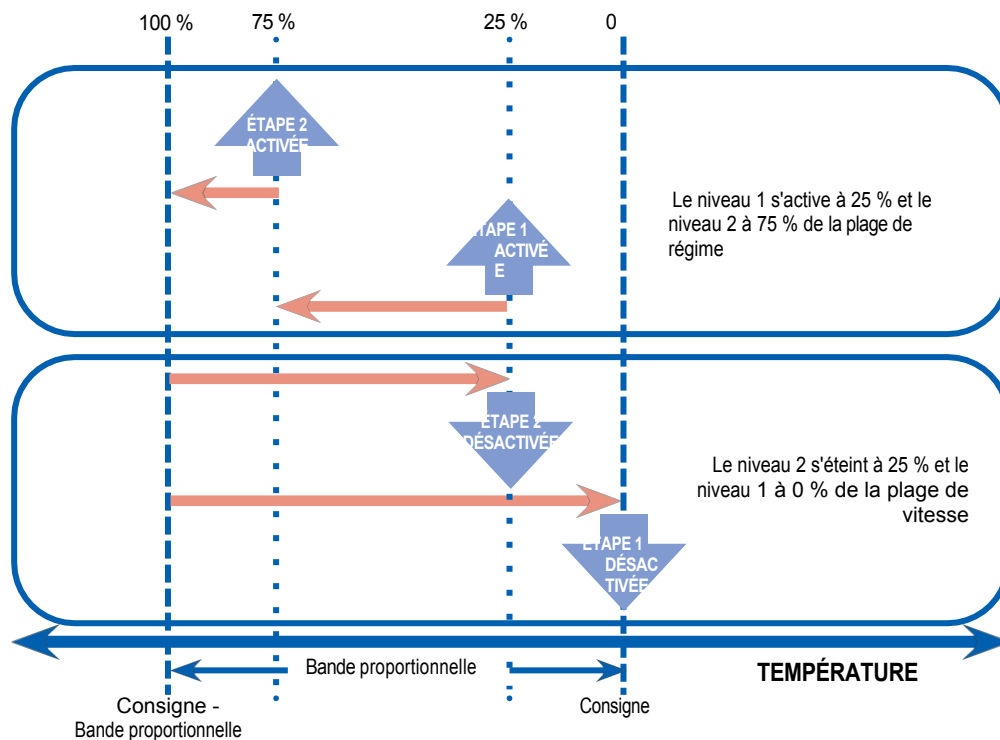 100 % 75 % 25 % 0
ÉTAPE 2
ACTIVÉE
ÉTAPE 1
ACTIVÉ
E
Le niveau 1 s'active à 25 % et le
niveau 2 à 75 % de la plage de
régime
ÉTAPE 2
DÉSACTIVÉE
Le niveau 2 s'éteint à 25 % et le
niveau 1 à 0 % de la plage de
vitesse
ÉTAPE 1
DÉSAC
TIVÉE
Bande proportionnelle
TEMPÉRATURE
Consigne -
Bande proportionnelle
Consigne